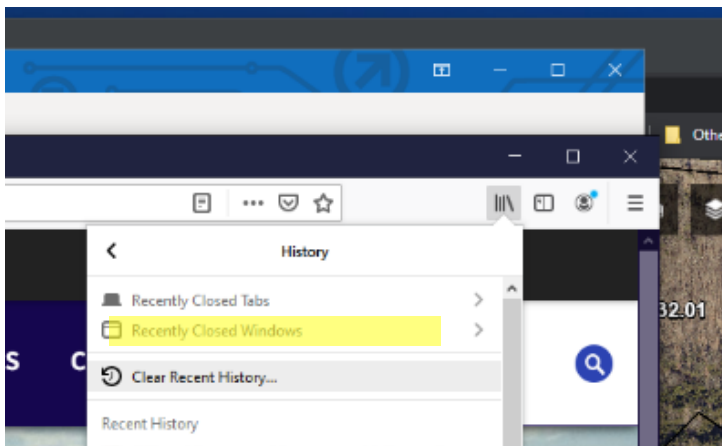 Othe
History
Recently Closed Tabs
32.01
Recently Closed Windows
S C
Clear Recent History...
Recent History